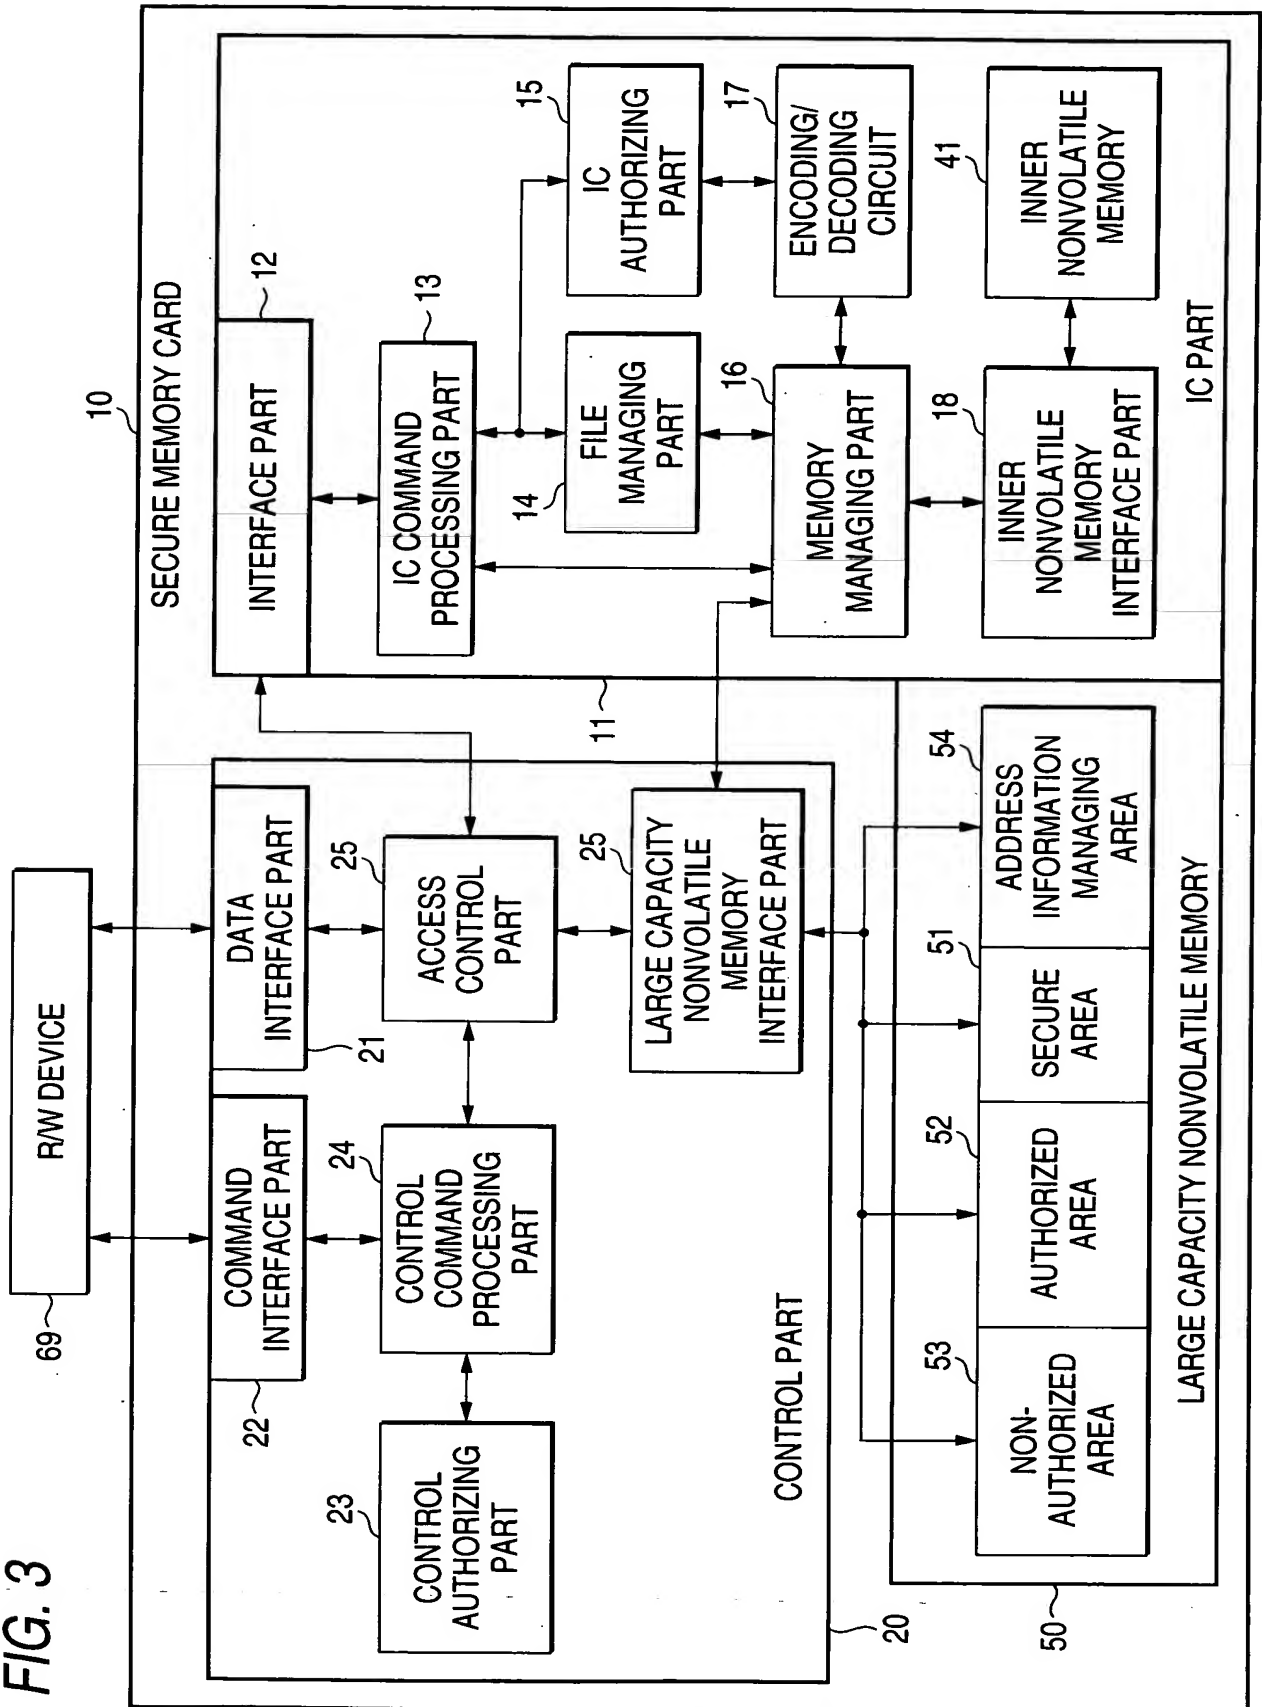 FIG. 3
69
R/W DEVICE
10
SECURE MEMORY CARD
22
COMMAND
INTERFACE PART
21
DATA
INTERFACE PART
12
INTERFACE PART
23
CONTROL
AUTHORIZING
PART
24
CONTROL
COMMAND
PROCESSING
PART
25
ACCESS
CONTROL
PART
13
IC COMMAND
PROCESSING PART
25
LARGE CAPACITY
NONVOLATILE
MEMORY
INTERFACE PART
CONTROL PART
20
11
14
FILE
MANAGING
PART
15
IC
AUTHORIZING
PART
16
MEMORY
MANAGING PART
17
ENCODING/
DECODING
CIRCUIT
18
INNER
NONVOLATILE
MEMORY
INTERFACE PART
41
INNER
NONVOLATILE
MEMORY
IC PART
53
NON-
AUTHORIZED
AREA
52
AUTHORIZED
AREA
51
SECURE
AREA
54
ADDRESS
INFORMATION
MANAGING
AREA
50
LARGE CAPACITY NONVOLATILE MEMORY